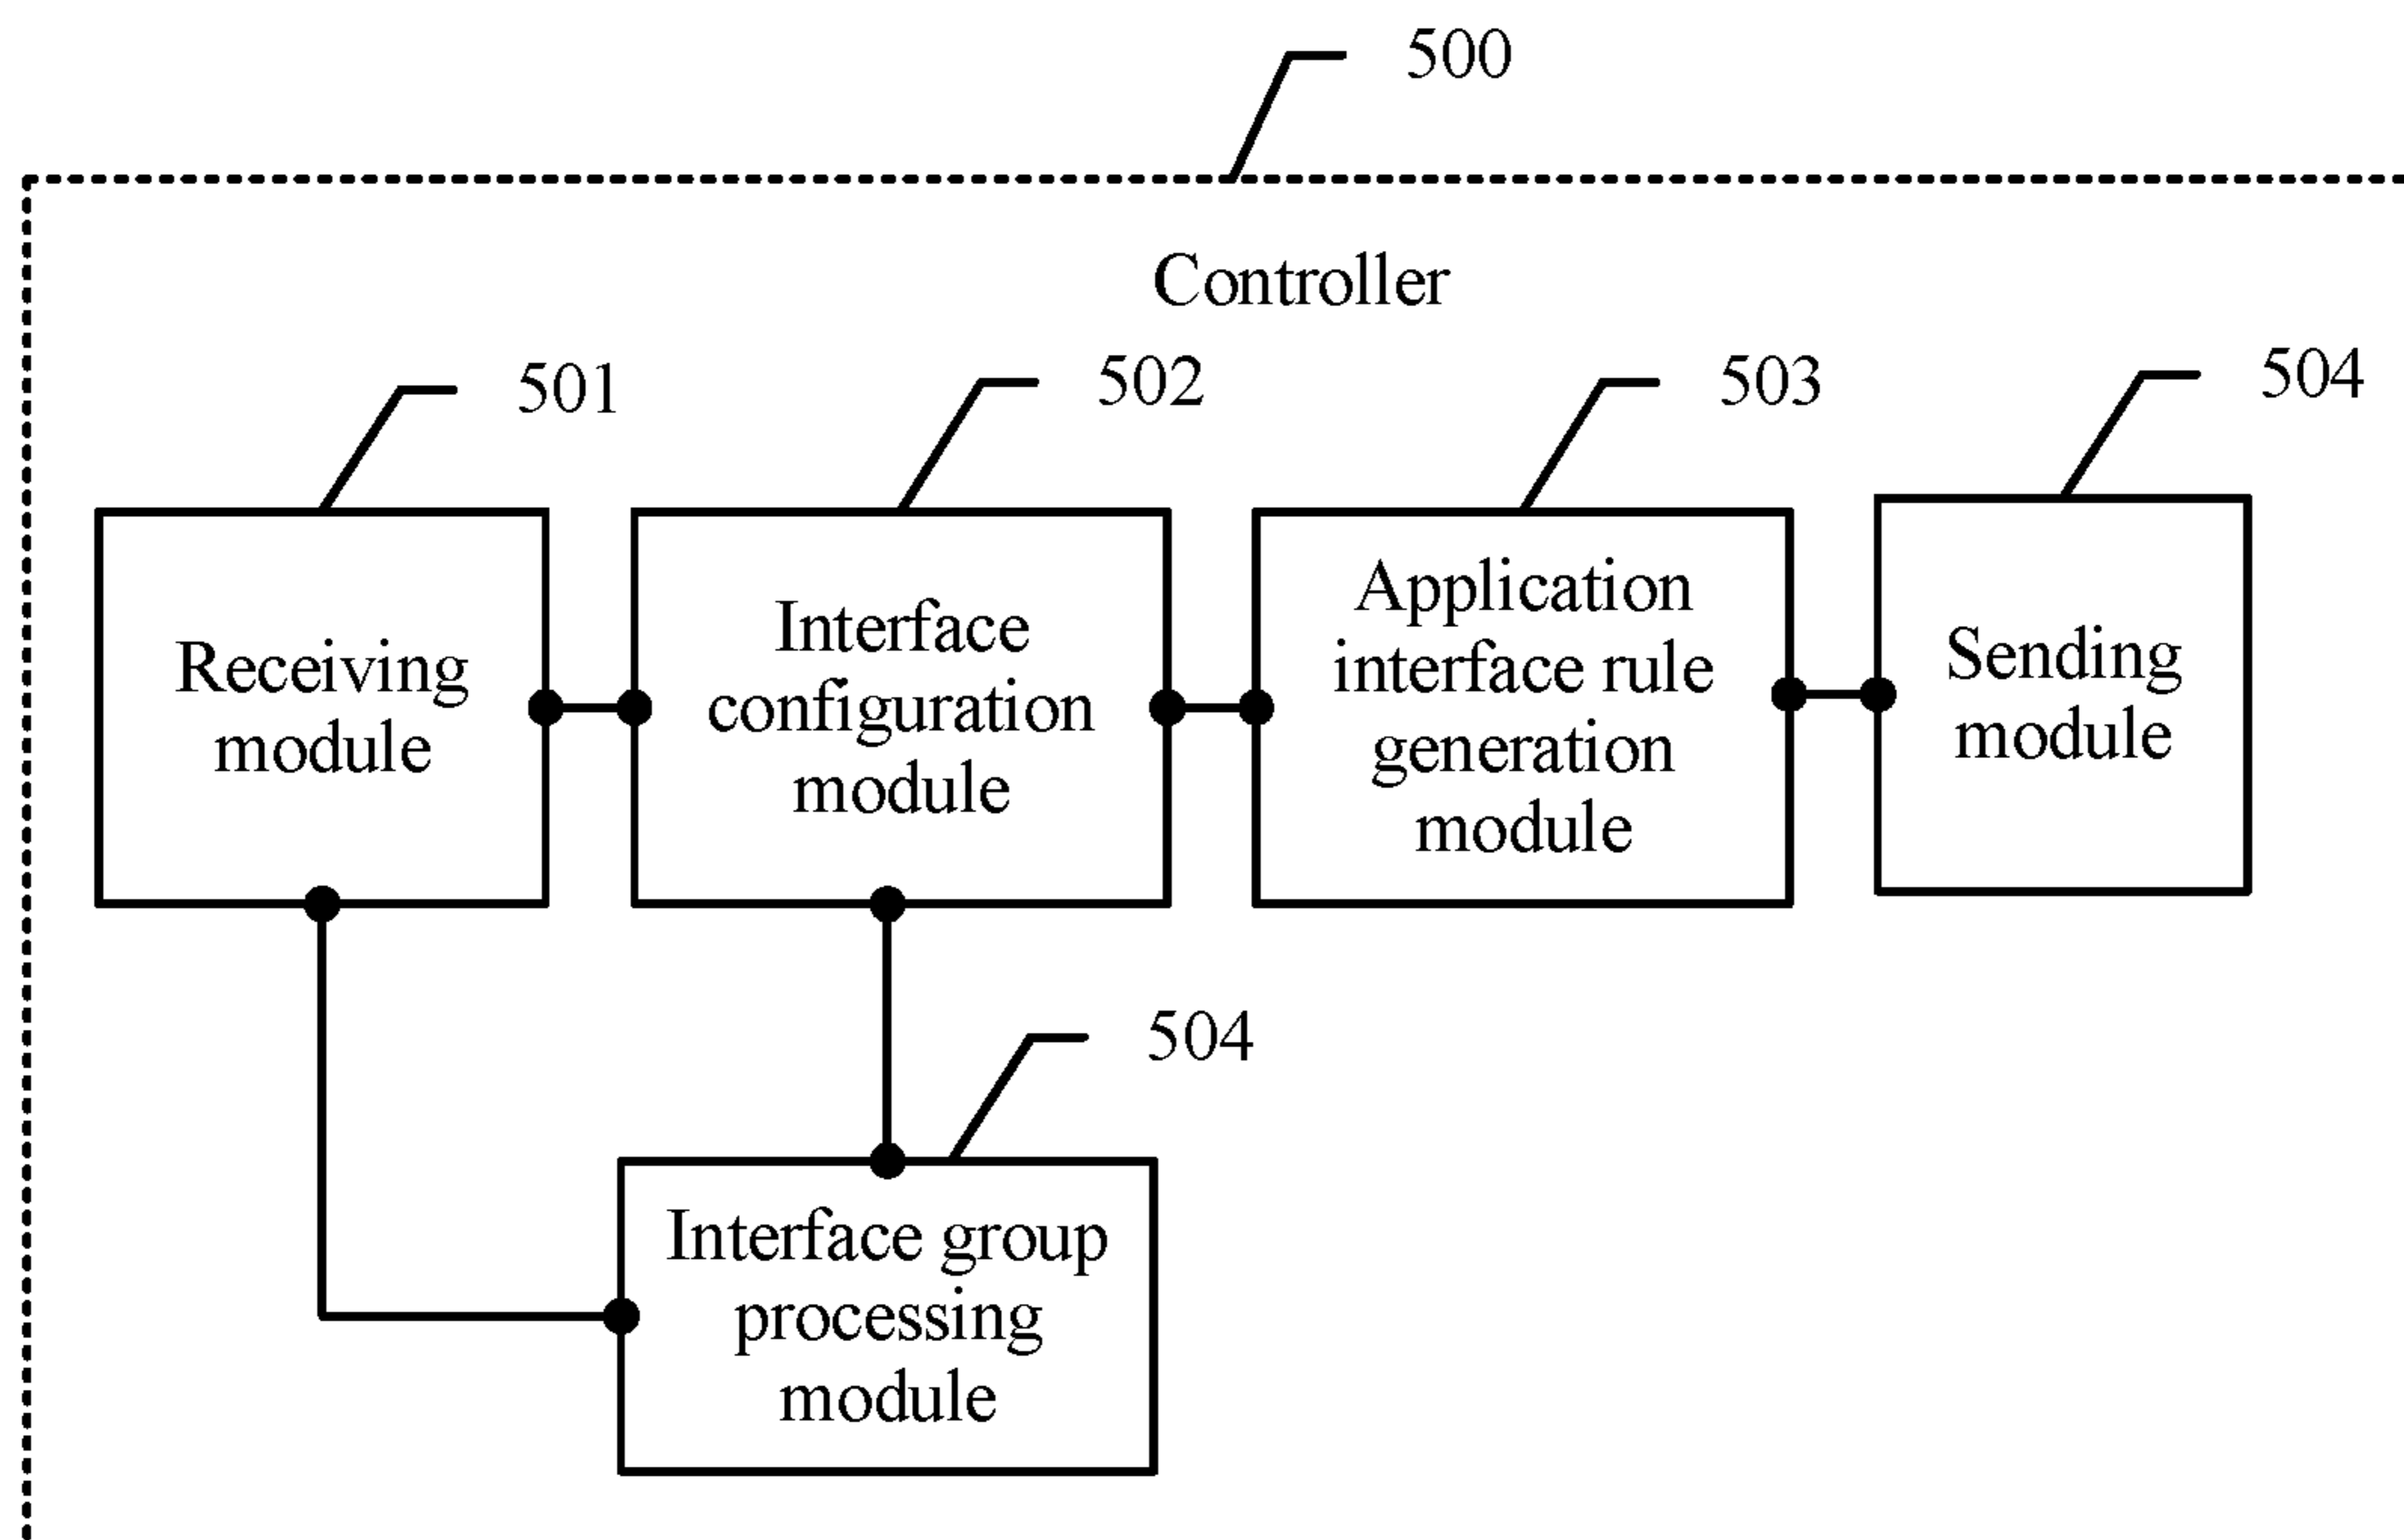 500
Controller
501
502
503
504
Receiving
module
Interface
configuration
module
Application
interface rule
generation
module
Sending
module
504
Interface group
processing
module